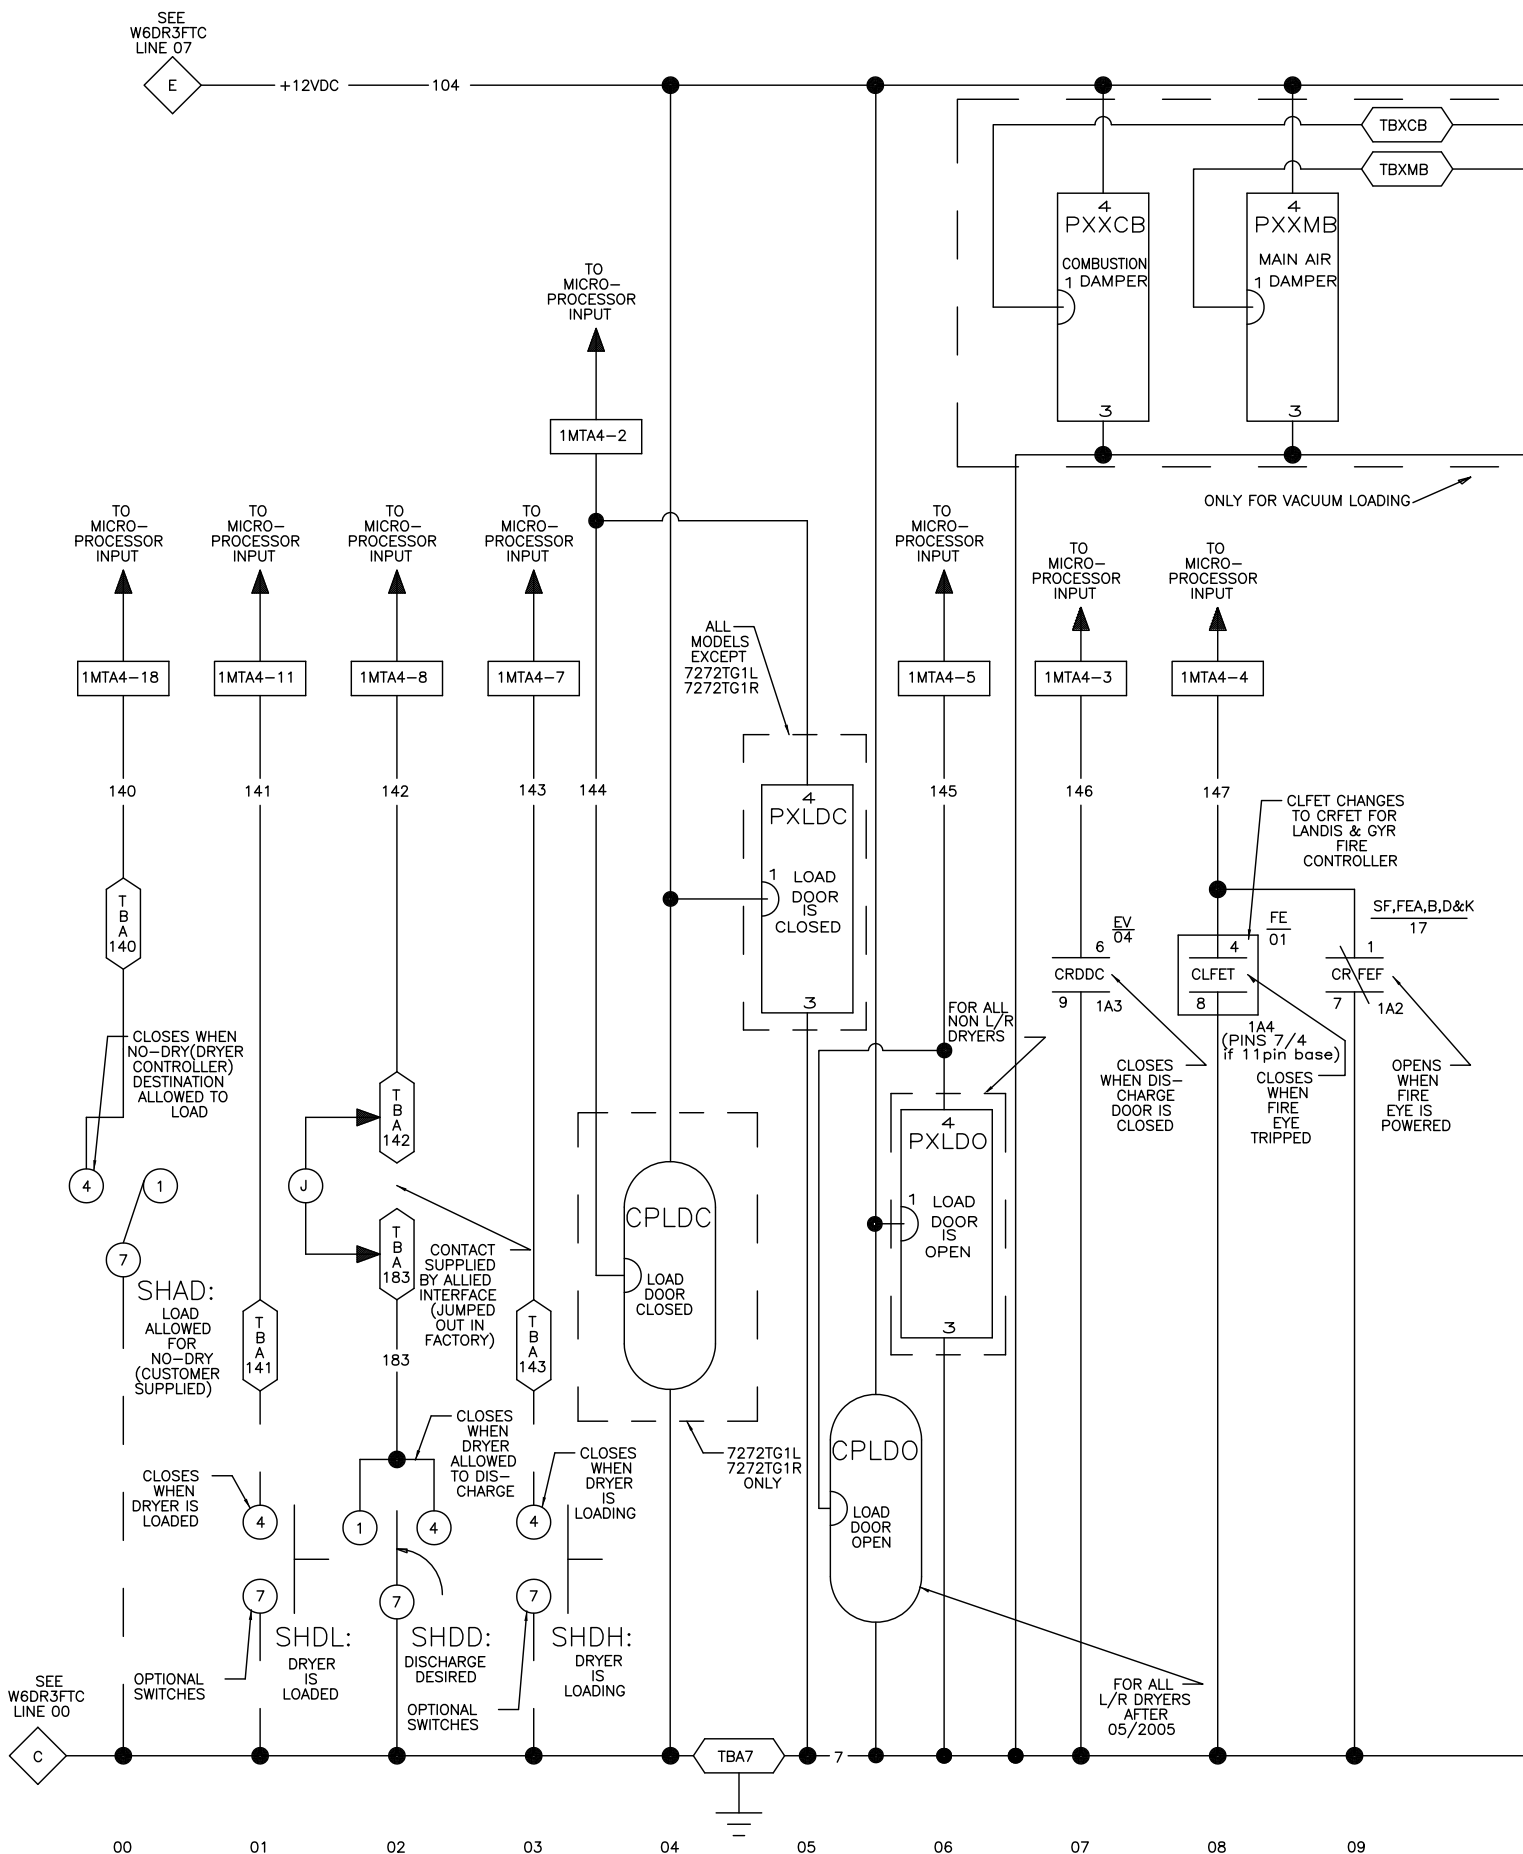 SEE
W6DR3FTC
LINE 07
E
+12VDC
104
TBXCB
TBXMB
4
PXXCB
COMBUSTION
1 DAMPER
3
4
PXXMB
MAIN AIR
1 DAMPER
3
ONLY FOR VACUUM LOADING
TO
MICRO-
PROCESSOR
INPUT
1MTA4-2
TO
MICRO-
PROCESSOR
INPUT
1MTA4-18
140
TO
MICRO-
PROCESSOR
INPUT
1MTA4-11
141
TO
MICRO-
PROCESSOR
INPUT
1MTA4-8
142
TO
MICRO-
PROCESSOR
INPUT
1MTA4-7
143
144
ALL
MODELS
EXCEPT
7272TG1L
7272TG1R
4
PXLDC
1 LOAD
DOOR
IS
CLOSED
3
TO
MICRO-
PROCESSOR
INPUT
1MTA4-5
145
TO
MICRO-
PROCESSOR
INPUT
1MTA4-3
146
TO
MICRO-
PROCESSOR
INPUT
1MTA4-4
147
CLFET CHANGES
TO CRFET FOR
LANDIS & GYR
FIRE
CONTROLLER
T
B
A
140
EV
04
6
CRDDC
9
1A3
FE
01
4
CLFET
8
1A4
(PINS 7/4
if 11pin base)
SF,FEA,B,D&K
17
1
CR FEF
7
1A2
CLOSES WHEN
NO-DRY(DRYER
CONTROLLER)
DESTINATION
ALLOWED TO
LOAD
FOR ALL
NON L/R
DRYERS
CLOSES
WHEN DIS-
CHARGE
DOOR IS
CLOSED
CLOSES
WHEN
FIRE
EYE
TRIPPED
OPENS
WHEN
FIRE
EYE IS
POWERED
4
1
7
SHAD:
LOAD
ALLOWED
FOR
NO-DRY
(CUSTOMER
SUPPLIED)
T
B
A
142
J
T
B
A
183
183
CONTACT
SUPPLIED
BY ALLIED
INTERFACE
(JUMPED
OUT IN
FACTORY)
T
B
A
141
T
B
A
143
CPLDC
LOAD
DOOR
CLOSED
4
PXLDO
1 LOAD
DOOR
IS
OPEN
3
7272TG1L
7272TG1R
ONLY
CPLDO
LOAD
DOOR
OPEN
CLOSES
WHEN
DRYER IS
LOADED
4
7
SHDL:
DRYER
IS
LOADED
OPTIONAL
SWITCHES
CLOSES
WHEN
DRYER
ALLOWED
TO DIS-
CHARGE
1
4
7
SHDD:
DISCHARGE
DESIRED
CLOSES
WHEN
DRYER
IS
LOADING
4
7
SHDH:
DRYER
IS
LOADING
OPTIONAL
SWITCHES
FOR ALL
L/R DRYERS
AFTER
05/2005
SEE
W6DR3FTC
LINE 00
C
TBA7
7
00 01 02 03 04 05 06 07 08 09